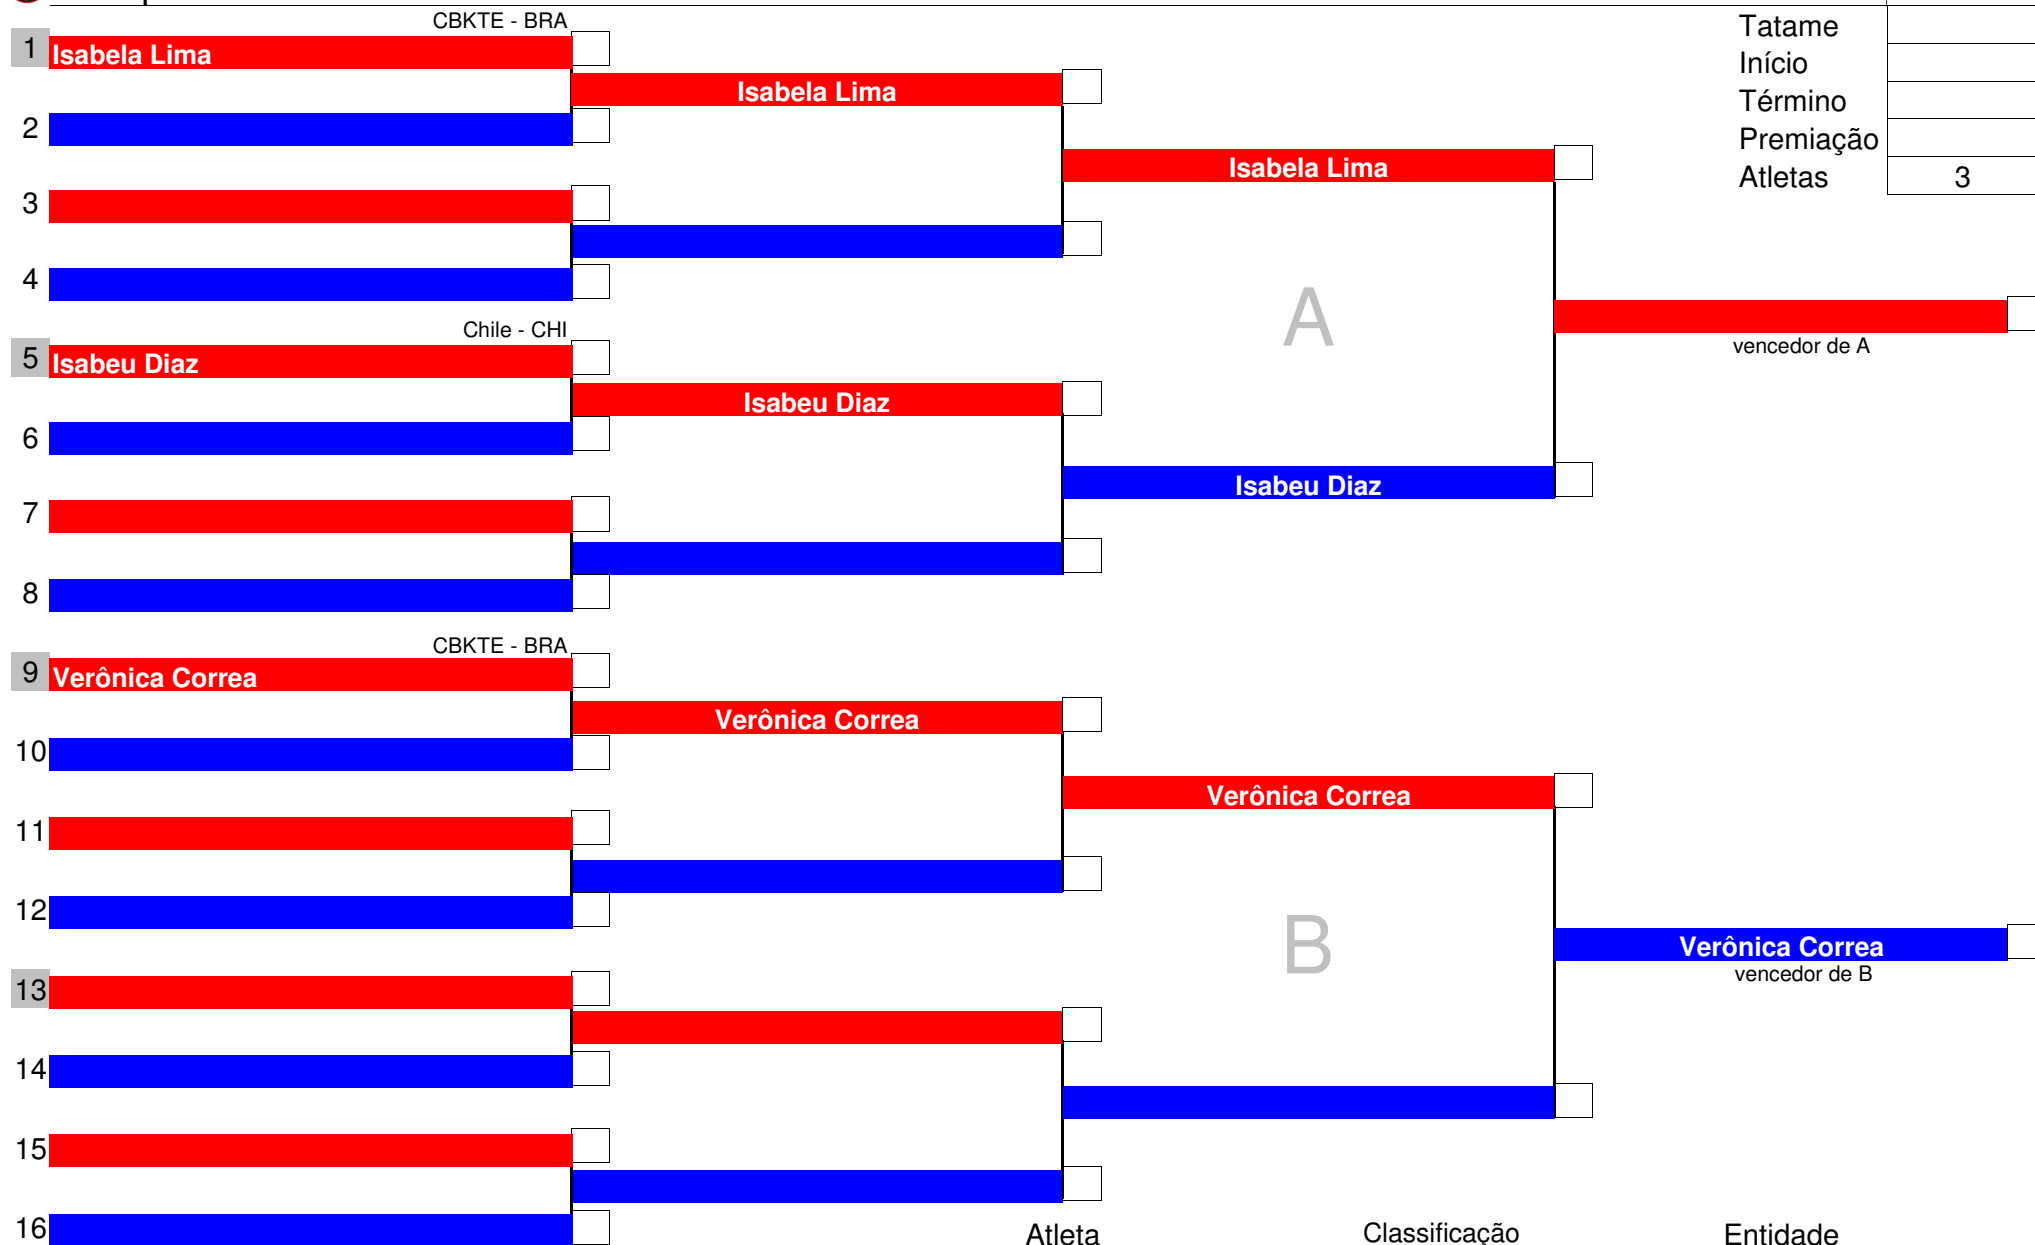 CBKTE - BRA
Tatame
1 Isabela Lima
Início
Isabela Lima
Término
2
Premiação
Isabela Lima
Atletas 3
3
4
A
Chile - CHI
vencedor de A
5 Isabeu Diaz
Isabeu Diaz
6
Isabeu Diaz
7
8
CBKTE - BRA
9 Verônica Correa
Verônica Correa
10
Verônica Correa
11
12
B
Verônica Correa
vencedor de B
13
14
15
16
Atleta Classificação Entidade